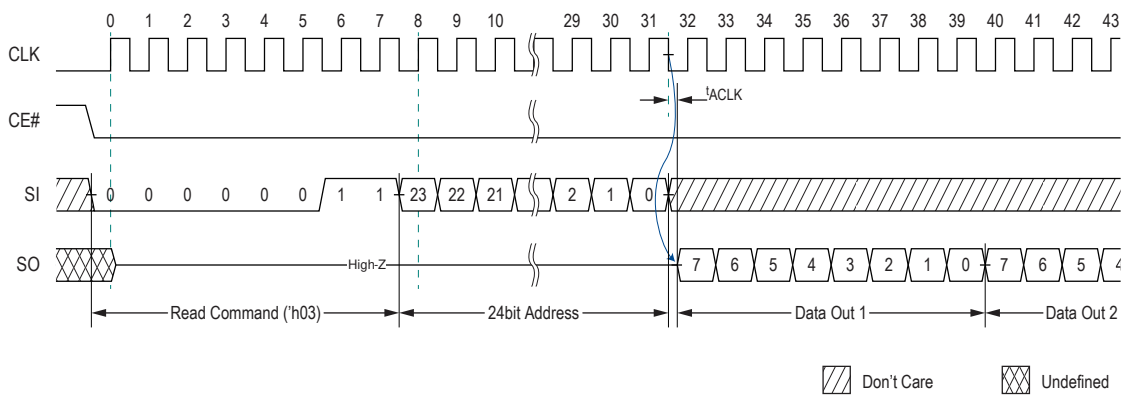 0 1 2 3 4 5 6 7 8 9 10 29 30 31 32 33 34 35 36 37 38 39 40 41 42 43
CLK
tACLK
CE#
SI 0 0 0 0 0 0 1 1 23 22 21 2 1 0
SO High-Z 7 6 5 4 3 2 1 0 7 6 5 4
Read Command ('h03) 24bit Address Data Out 1 Data Out 2
Don't Care Undefined